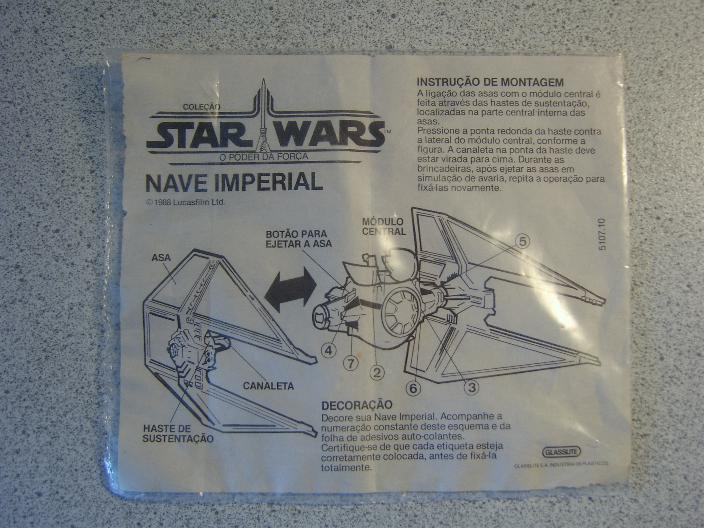 COLEÇÃO
STAR WARS
O PODER DA FORÇA
NAVE IMPERIAL
© 1988 Lucasfilm Ltd.
INSTRUÇÃO DE MONTAGEM
A ligação das asas com o módulo central é
feita através das hastes de sustentação,
localizadas na parte central interna das
asas.
Pressione a ponta redonda da haste contra
a lateral do módulo central, conforme a
figura. A canaleta na ponta da haste deve
estar virada para cima. Durante as
brincadeiras, após ejetar as asas em
simulação de avaria, repita a operação para
fixá-las novamente.
MÓDULO
CENTRAL
BOTÃO PARA
EJETAR A ASA
ASA
5107.10
5
4
7
2
6
3
CANALETA
HASTE DE
SUSTENTAÇÃO
DECORAÇÃO
Decore sua Nave Imperial. Acompanhe a
numeração constante deste esquema e da
folha de adesivos auto-colantes.
Certifique-se de que cada etiqueta esteja
corretamente colocada, antes de fixá-la
totalmente.
GLASSLITE
GLASSLITE S.A. INDÚSTRIA DE PLÁSTICOS